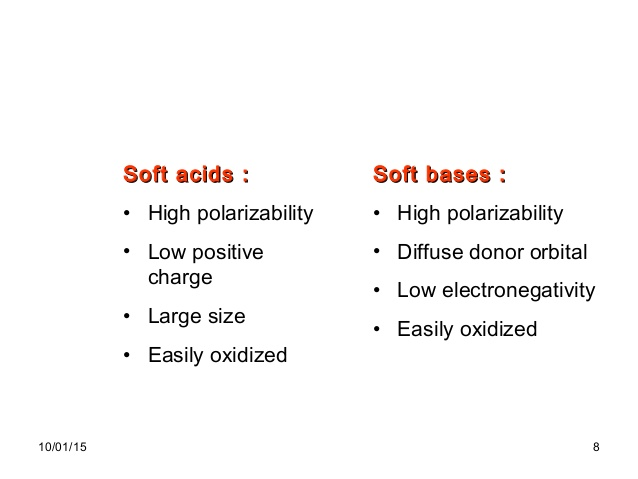 Soft acids :
• High polarizability
• Low positive
charge
• Large size
• Easily oxidized
Soft bases :
• High polarizability
• Diffuse donor orbital
• Low electronegativity
• Easily oxidized
10/01/15
8